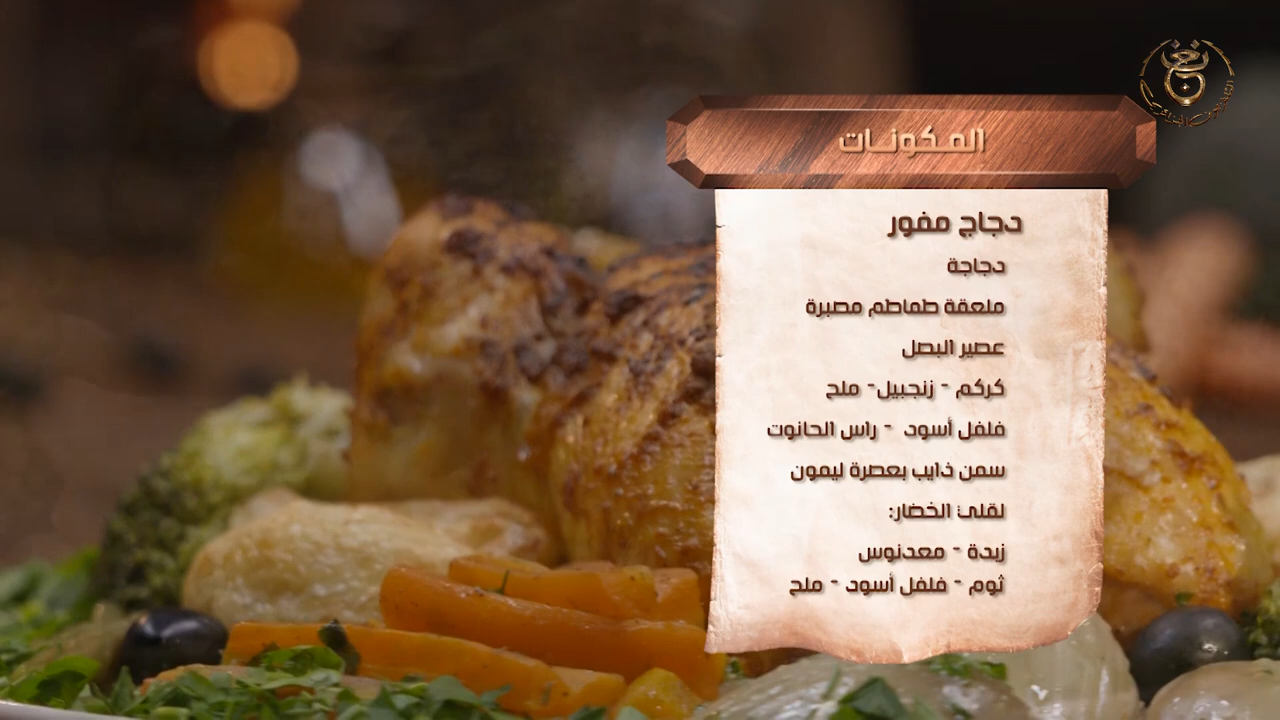 المكونات
دجاج مفور
دجاجة
ملعقة طماطم مصبرة
عصير البصل
كركم - زنجبيل- ملح
فلفل أسود - راس الحانوت
سمن ذايب بعصرة ليمون
لقلي الخضار:
زبدة - معدنوس
ثوم - فلفل أسود - ملح